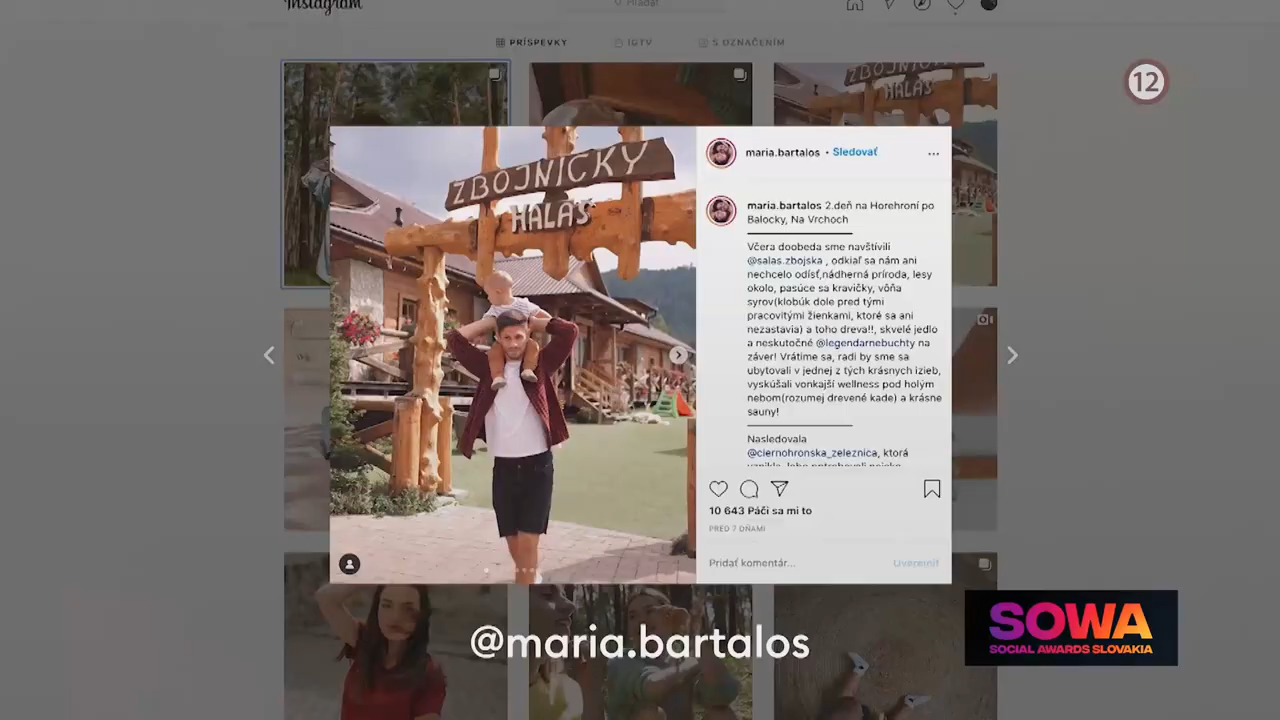 Instagram
Hľadať
PRÍSPEVKY
IGTV
S OZNAČENÍM
12
ZBOJNÍCKY
HALAS
ZBOJNÍCKY
HALAS
maria.bartalos • Sledovať
maria.bartalos 2.deň na Horehroní po
Balocky, Na Vrchoch
Včera doobeda sme navštívili
@salas.zbojska , odkiaľ sa nám ani
nechcelo odísť,nádherná príroda, lesy
okolo, pasúce sa kravičky, vôňa
syrov(klobúk dole pred tými
pracovitými žienkami, ktoré sa ani
nezastavia) a toho dreva!!, skvelé jedlo
a neskutočné @legendarnebuchty na
záver! Vrátime sa, radi by sme sa
ubytovali v jednej z tých krásnych izieb,
vyskúšali vonkajší wellness pod holým
nebom(rozumej drevené kade) a krásne
sauny!
Nasledovala
@ciernohronska_zeleznica, ktorá
10 643 Páči sa mi to
PRED 7 DŇAMI
Pridať komentár...
Uverejniť
@maria.bartalos
SOWA
SOCIAL AWARDS SLOVAKIA